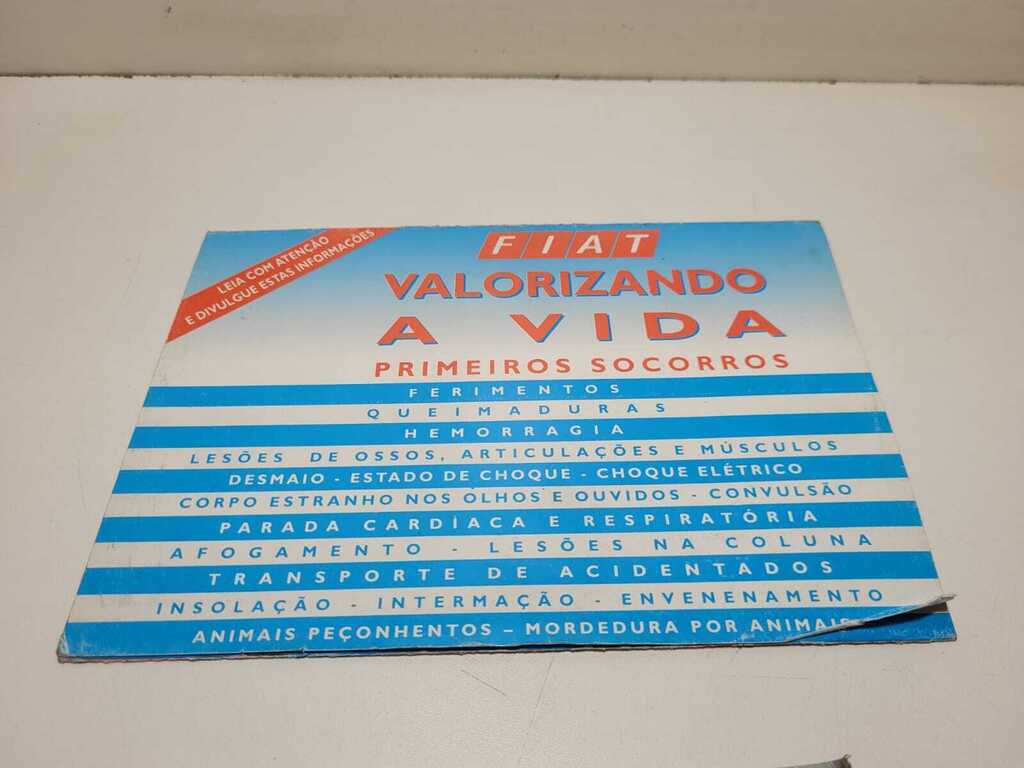 LEIA COM ATENÇÃO
E DIVULGUE ESTAS INFORMAÇÕES
FIAT
VALORIZANDO
A VIDA
PRIMEIROS SOCORROS
FERIMENTOS
QUEIMADURAS
HEMORRAGIA
LESÕES DE OSSOS, ARTICULAÇÕES E MÚSCULOS
DESMAIO - ESTADO DE CHOQUE - CHOQUE ELÉTRICO
CORPO ESTRANHO NOS OLHOS E OUVIDOS - CONVULSÃO
PARADA CARDÍACA E RESPIRATÓRIA
AFOGAMENTO - LESÕES NA COLUNA
TRANSPORTE DE ACIDENTADOS
INSOLAÇÃO - INTERMAÇÃO - ENVENENAMENTO
ANIMAIS PEÇONHENTOS – MORDEDURA POR ANIMAIS